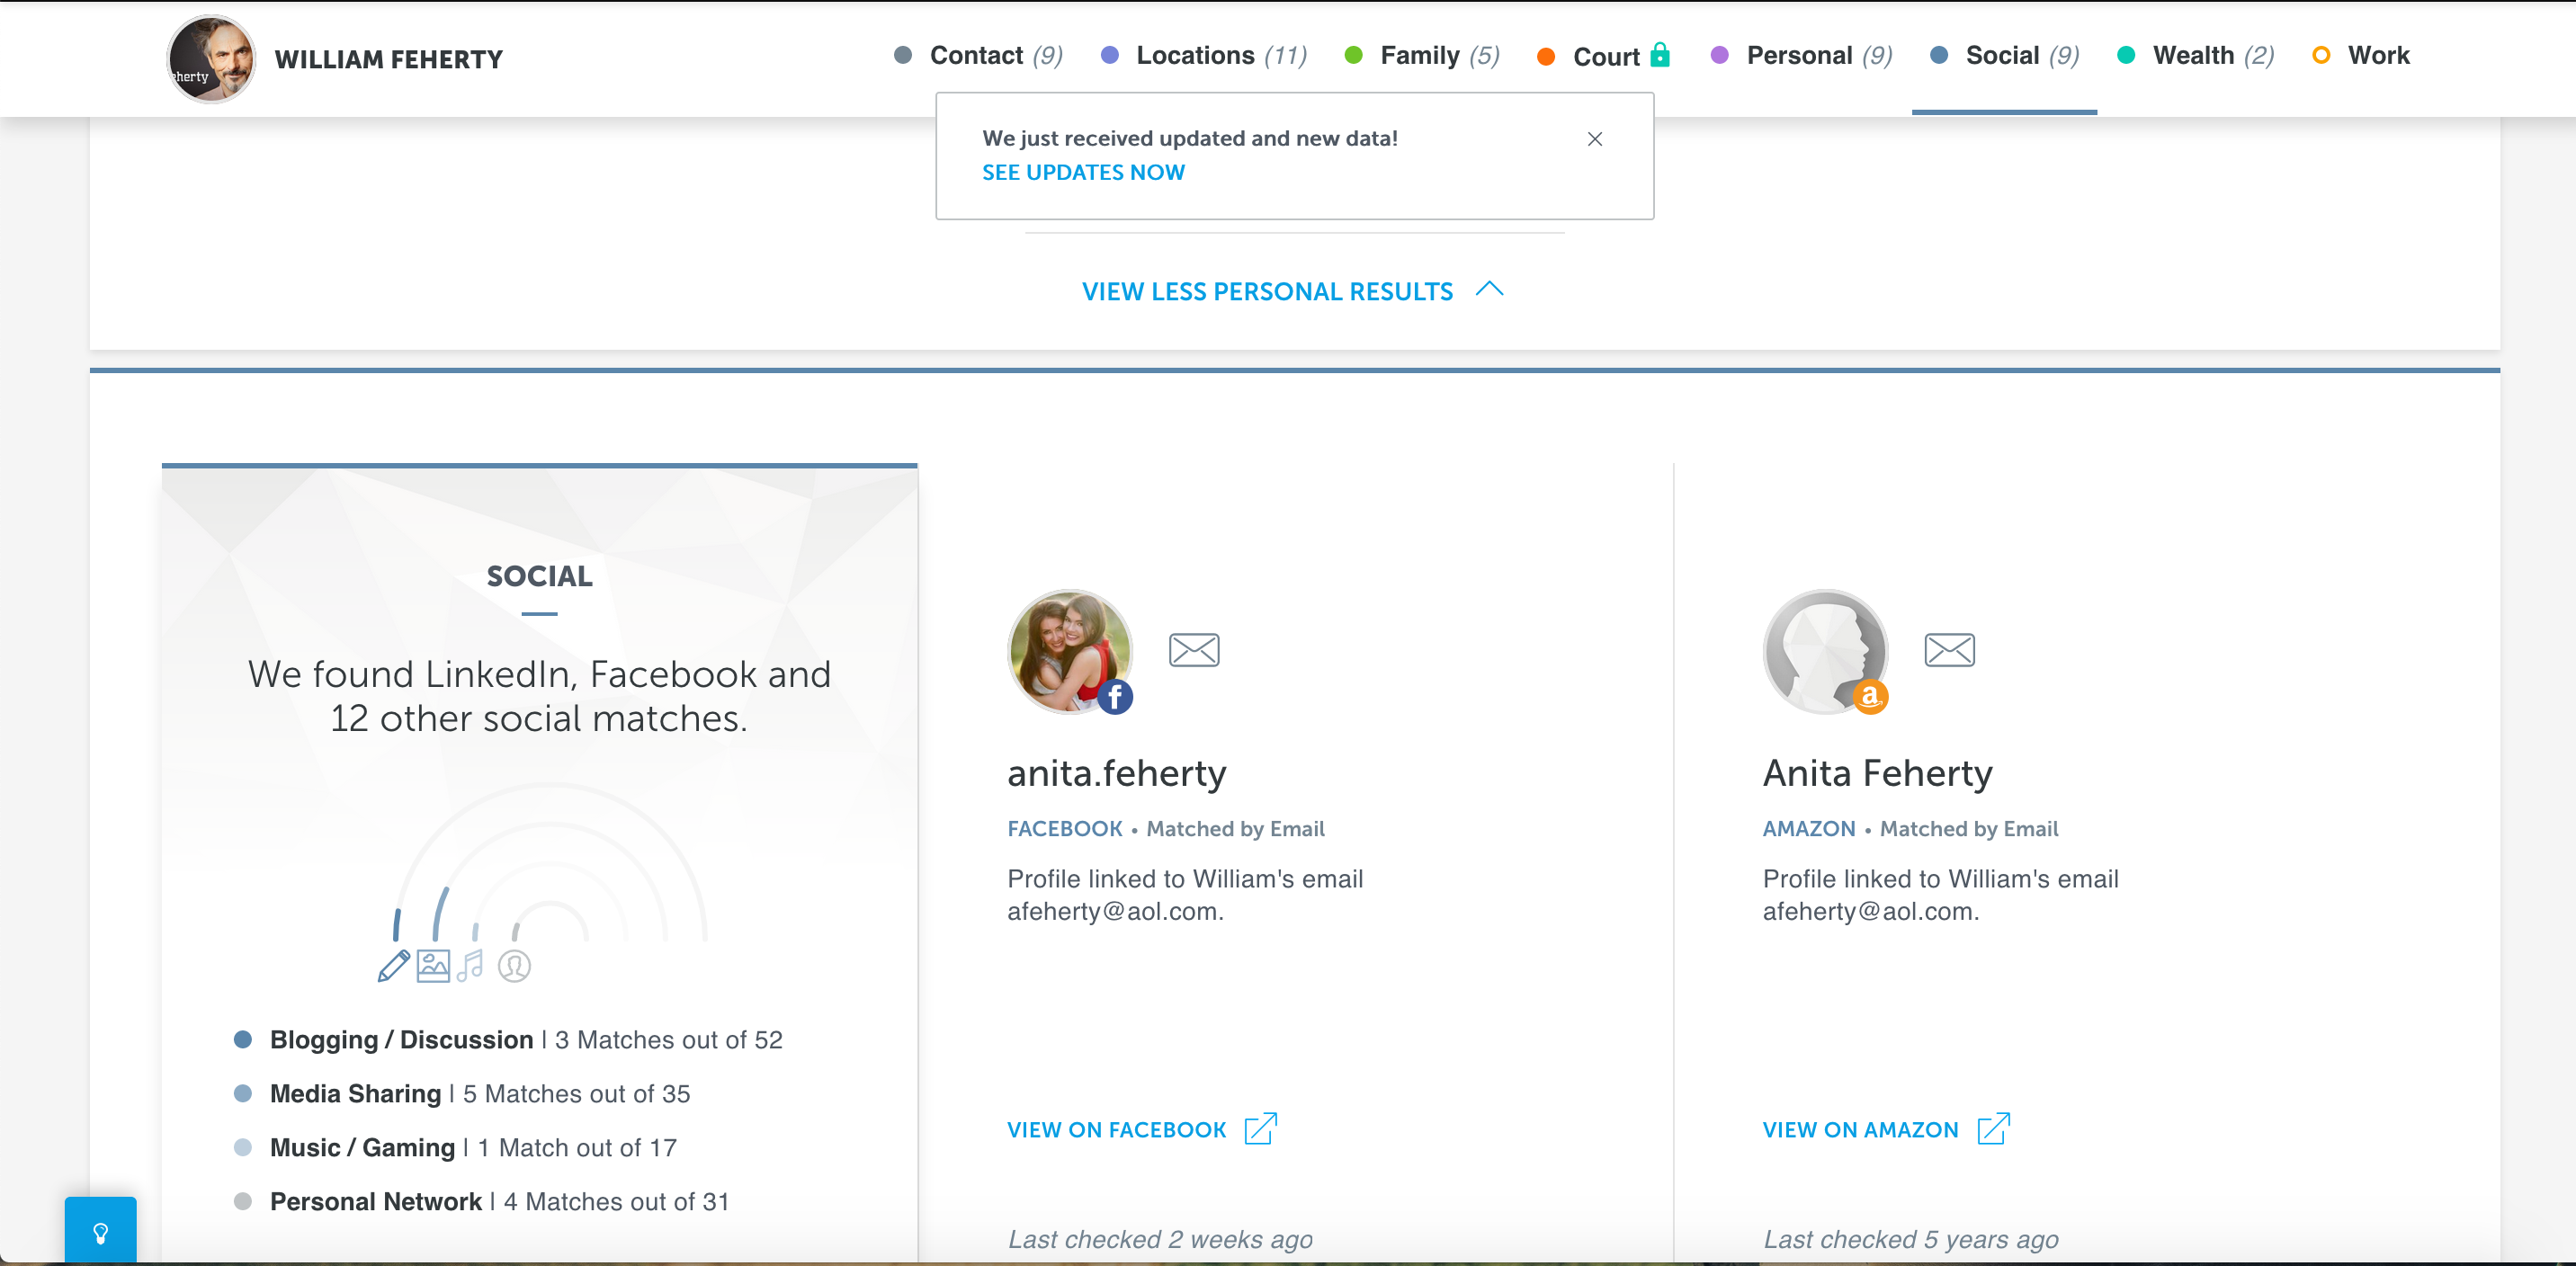 WILLIAM FEHERTY
herty
Contact (9)
Locations (11)
Family (5)
Court
Personal (9)
Social (9)
Wealth (2)
Work
We just received updated and new data!
SEE UPDATES NOW
VIEW LESS PERSONAL RESULTS
SOCIAL
We found LinkedIn, Facebook and
12 other social matches.
Blogging / Discussion | 3 Matches out of 52
Media Sharing | 5 Matches out of 35
Music / Gaming | 1 Match out of 17
Personal Network | 4 Matches out of 31
f
anita.feherty
FACEBOOK • Matched by Email
Profile linked to William's email
afeherty@aol.com.
VIEW ON FACEBOOK
Last checked 2 weeks ago
a
Anita Feherty
AMAZON • Matched by Email
Profile linked to William's email
afeherty@aol.com.
VIEW ON AMAZON
Last checked 5 years ago